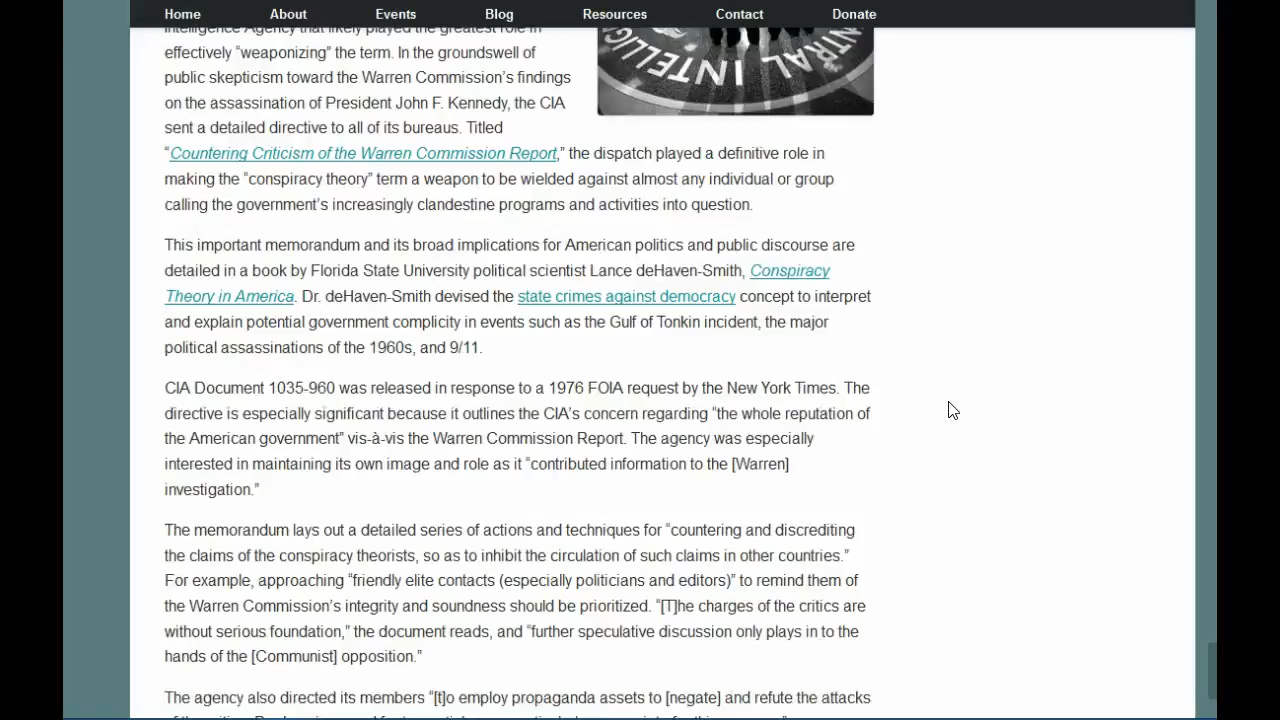 Home About Events Blog Resources Contact Donate
Intelligence Agency that likely played the greatest role in
effectively “weaponizing” the term. In the groundswell of
public skepticism toward the Warren Commission’s findings
on the assassination of President John F. Kennedy, the CIA
sent a detailed directive to all of its bureaus. Titled
“Countering Criticism of the Warren Commission Report,” the dispatch played a definitive role in
making the “conspiracy theory” term a weapon to be wielded against almost any individual or group
calling the government’s increasingly clandestine programs and activities into question.
This important memorandum and its broad implications for American politics and public discourse are
detailed in a book by Florida State University political scientist Lance deHaven-Smith, Conspiracy
Theory in America. Dr. deHaven-Smith devised the state crimes against democracy concept to interpret
and explain potential government complicity in events such as the Gulf of Tonkin incident, the major
political assassinations of the 1960s, and 9/11.
CIA Document 1035-960 was released in response to a 1976 FOIA request by the New York Times. The
directive is especially significant because it outlines the CIA’s concern regarding “the whole reputation of
the American government” vis-à-vis the Warren Commission Report. The agency was especially
interested in maintaining its own image and role as it “contributed information to the [Warren]
investigation.”
The memorandum lays out a detailed series of actions and techniques for “countering and discrediting
the claims of the conspiracy theorists, so as to inhibit the circulation of such claims in other countries.”
For example, approaching “friendly elite contacts (especially politicians and editors)” to remind them of
the Warren Commission’s integrity and soundness should be prioritized. “[T]he charges of the critics are
without serious foundation,” the document reads, and “further speculative discussion only plays in to the
hands of the [Communist] opposition.”
The agency also directed its members “[t]o employ propaganda assets to [negate] and refute the attacks